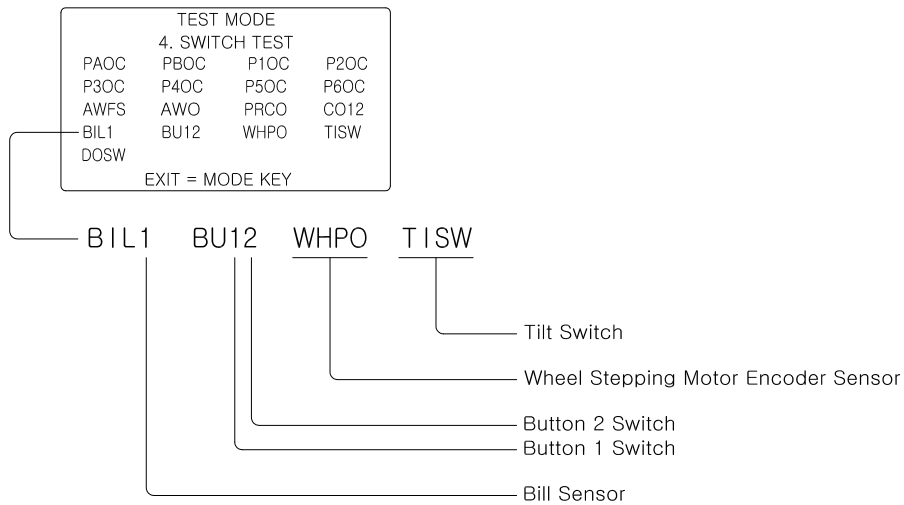 TEST MODE
4. SWITCH TEST
PAOC PBOC P1OC P2OC
P3OC P4OC P5OC P6OC
AWFS AWO PRCO CO12
BIL1 BU12 WHPO TISW
DOSW
EXIT = MODE KEY
BIL1 BU12 WHPO TISW
Tilt Switch
Wheel Stepping Motor Encoder Sensor
Button 2 Switch
Button 1 Switch
Bill Sensor